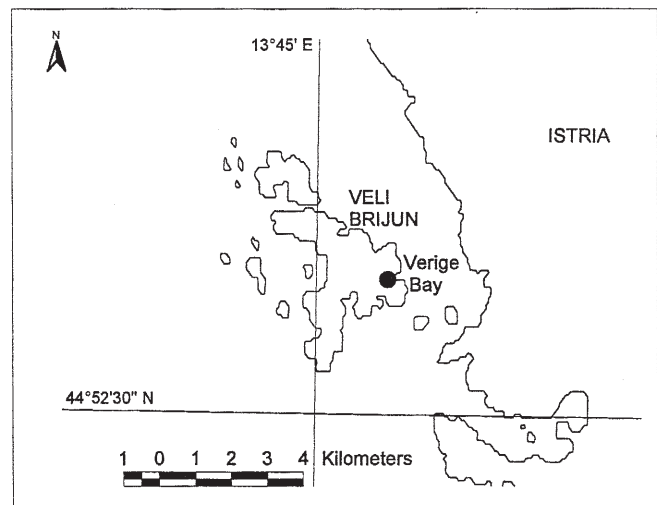 N
13°45' E
ISTRIA
VELI
BRIJUN
Verige
Bay
44°52'30" N
1 0 1 2 3 4 Kilometers